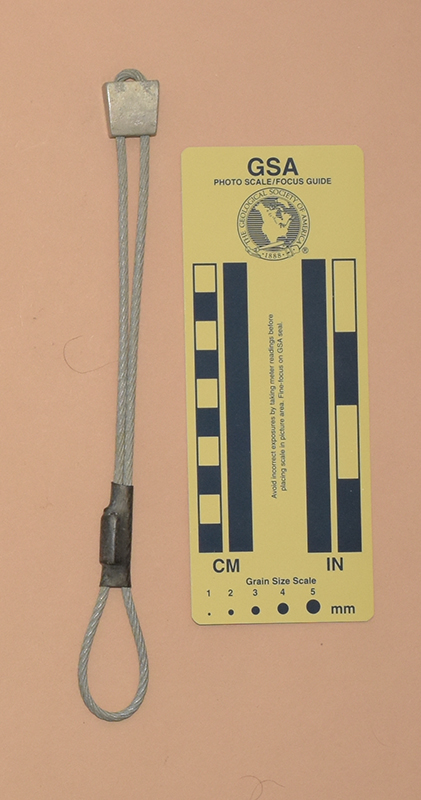 GSA
PHOTO SCALE/FOCUS GUIDE
THE GEOLOGICAL SOCIETY OF AMERICA
• 1888 •
®
Avoid incorrect exposures by taking meter readings before
placing scale in picture area. Fine-focus on GSA seal.
CM IN
Grain Size Scale
1 2 3 4 5
mm